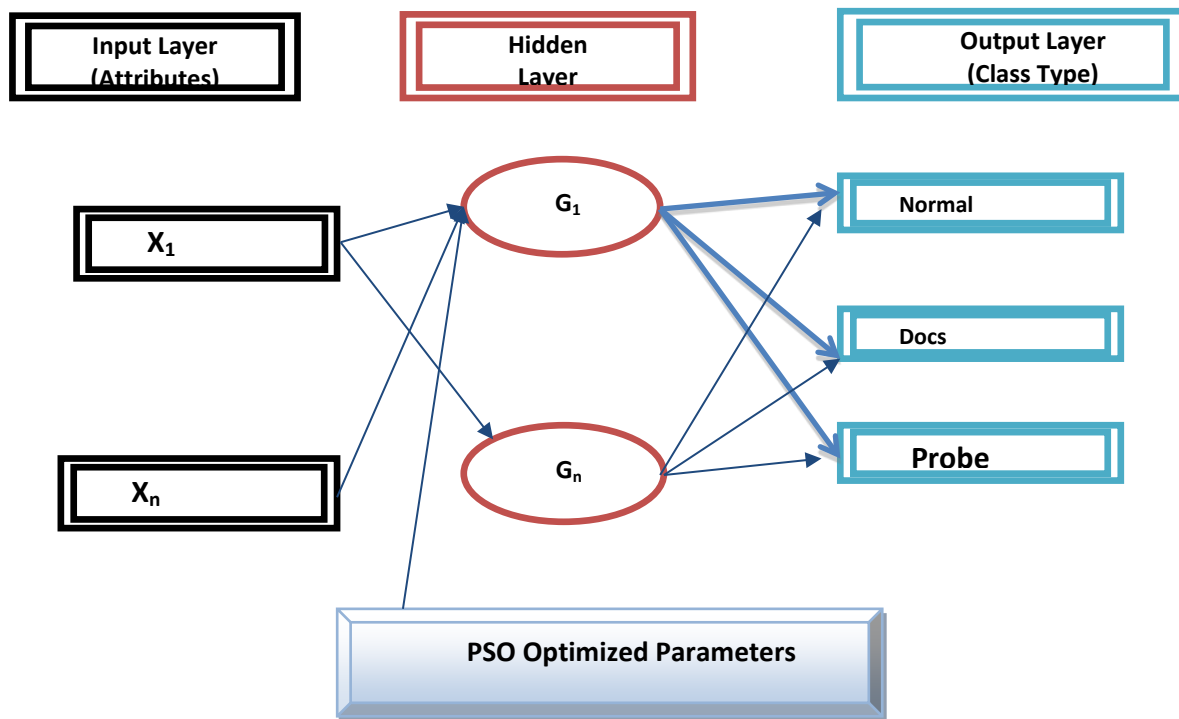 Input Layer
(Attributes)
Hidden
Layer
Output Layer
(Class Type)
X₁
G₁
Normal
Docs
Xₙ
Gₙ
Probe
PSO Optimized Parameters